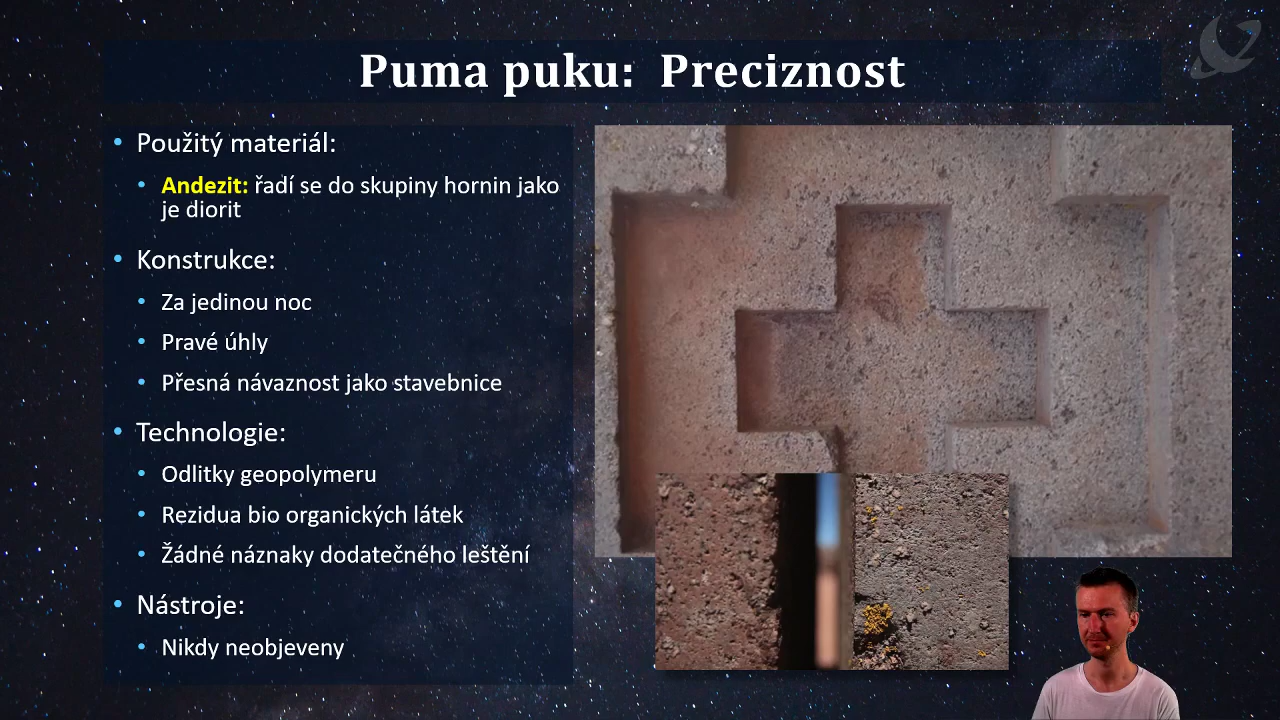 Puma puku: Preciznost
Použitý materiál:
Andezit: řadí se do skupiny hornin jako
je diorit
Konstrukce:
Za jedinou noc
Pravé úhly
Přesná návaznost jako stavebnice
Technologie:
Odlitky geopolymeru
Rezidua bio organických látek
Žádné náznaky dodatečného leštění
Nástroje:
Nikdy neobjeveny